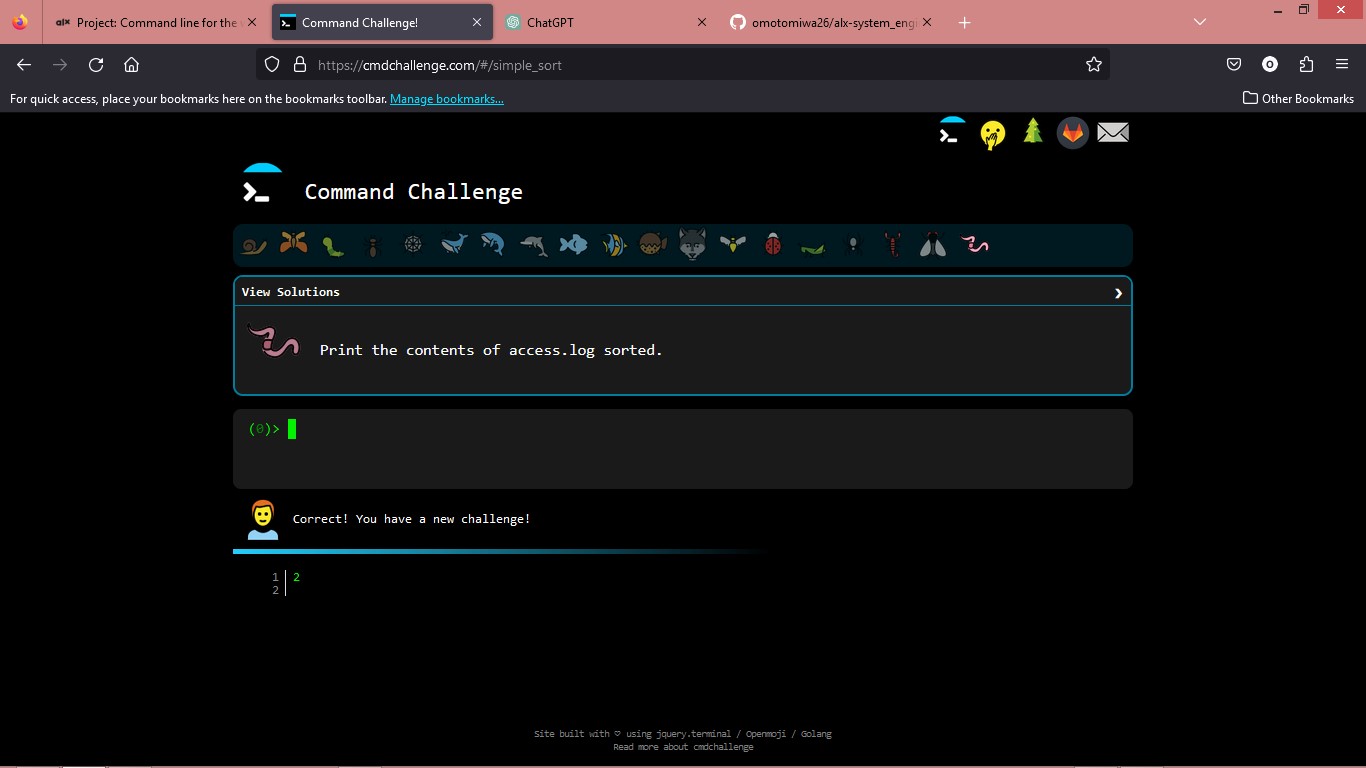 alx Project: Command line for the
Command Challenge!
ChatGPT
omotomiwa26/alx-system_engi
https://cmdchallenge.com/#/simple_sort
O
For quick access, place your bookmarks here on the bookmarks toolbar. Manage bookmarks...
Other Bookmarks
Command Challenge
View Solutions
Print the contents of access.log sorted.
(0)>
Correct! You have a new challenge!
1 2
2
Site built with ♡ using jquery.terminal / Openmoji / Golang
Read more about cmdchallenge